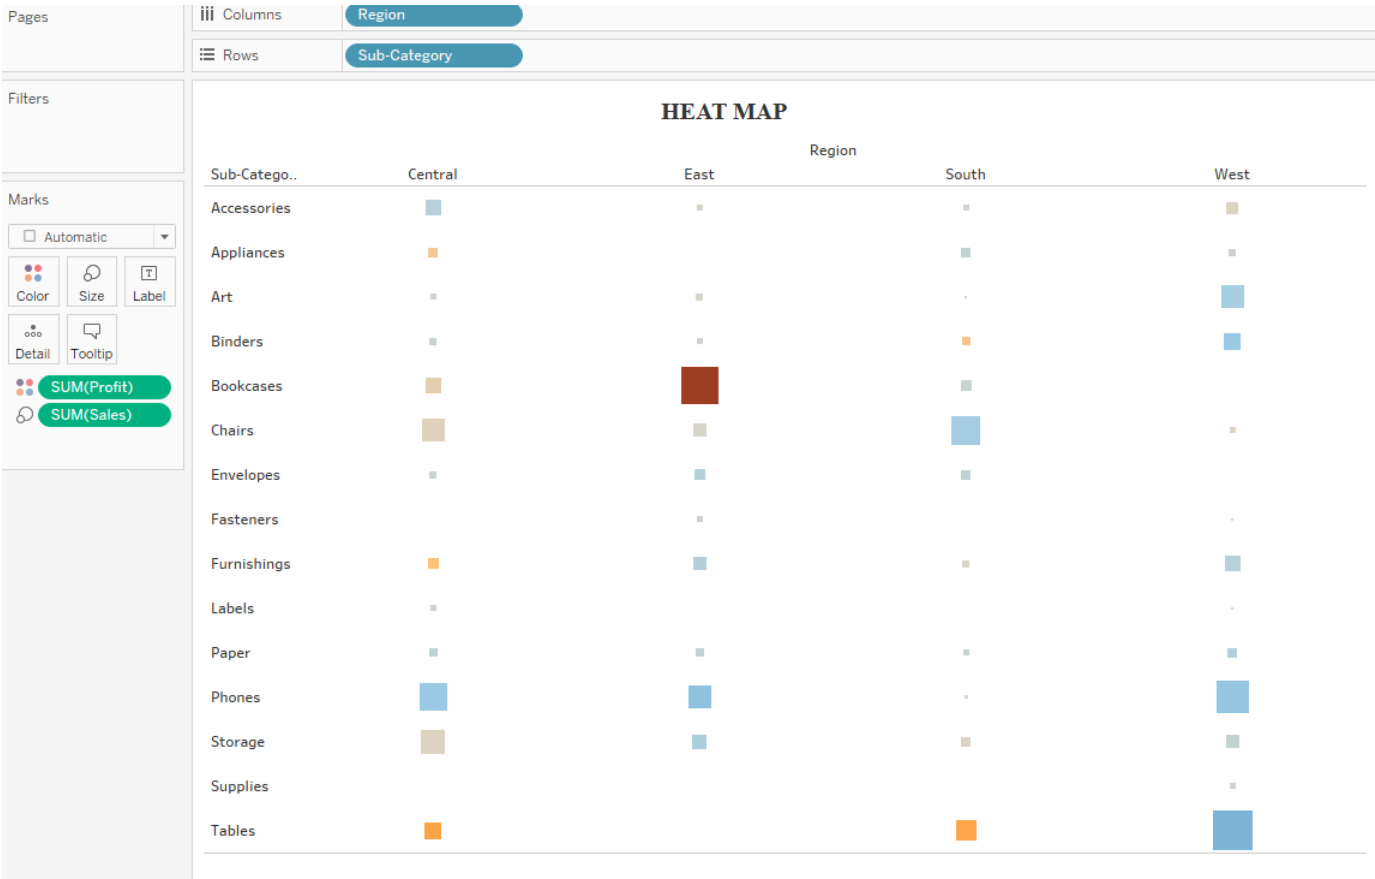 Pages
Columns Region
Rows Sub-Category
Filters
HEAT MAP
Region
Sub-Catego.. Central East South West
Marks
Automatic
Color Size Label
Detail Tooltip
SUM(Profit)
SUM(Sales)
Accessories
Appliances
Art
Binders
Bookcases
Chairs
Envelopes
Fasteners
Furnishings
Labels
Paper
Phones
Storage
Supplies
Tables